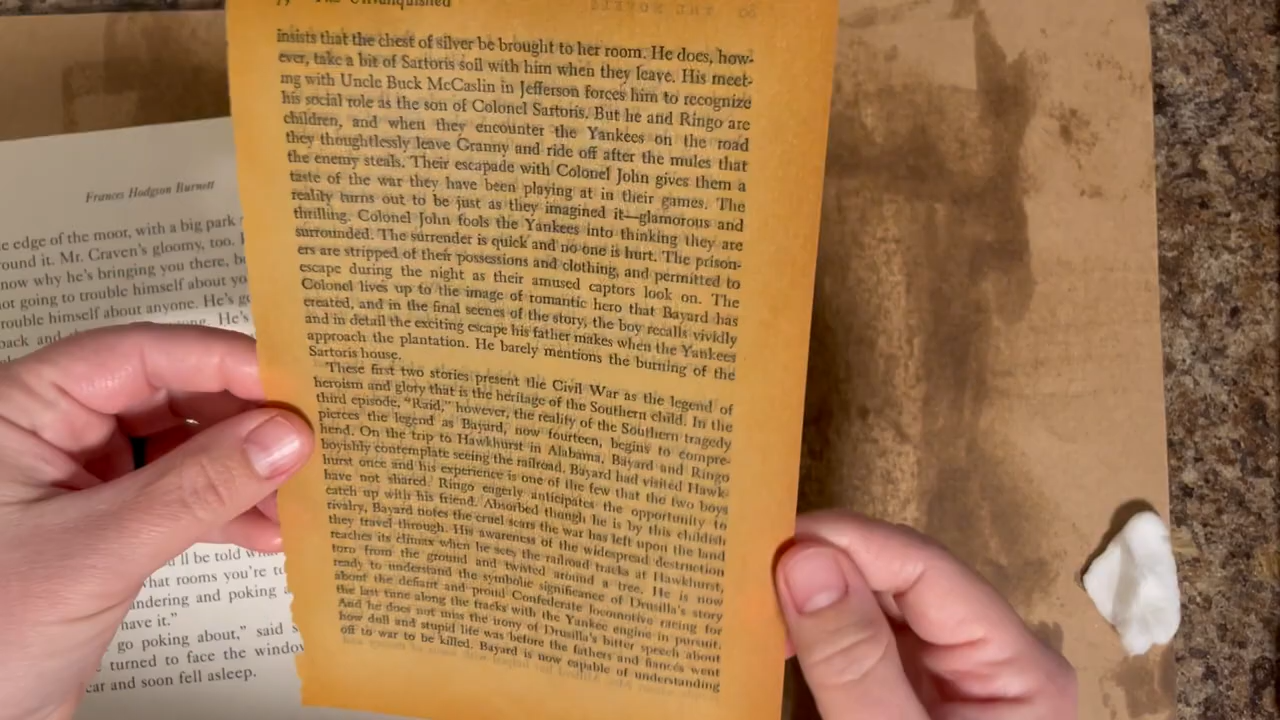 79 The Unvanquished
insists that the chest of silver be brought to her room. He does, how-
ever, take a bit of Sartoris soil with him when they leave. His meet-
ing with Uncle Buck McCaslin in Jefferson forces him to recognize
his social role as the son of Colonel Sartoris. But he and Ringo are
children, and when they encounter the Yankees on the road
they thoughtlessly leave Granny and ride off after the mules that
the enemy steals. Their escapade with Colonel John gives them a
taste of the war they have been playing at in their games. The
reality turns out to be just as they imagined it—glamorous and
thrilling. Colonel John fools the Yankees into thinking they are
surrounded. The surrender is quick and no one is hurt. The prison-
ers are stripped of their possessions and clothing, and permitted to
escape during the night as their amused captors look on. The
Colonel lives up to the image of romantic hero that Bayard has
created, and in the final scenes of the story, the boy recalls vividly
and in detail the exciting escape his father makes when the Yankees
approach the plantation. He barely mentions the burning of the
Sartoris house.
These first two stories present the Civil War as the legend of
heroism and glory that is the heritage of the Southern child. In the
third episode, "Raid," however, the reality of the Southern tragedy
pierces the legend as Bayard, now fourteen, begins to compre-
hend. On the trip to Hawkhurst in Alabama, Bayard and Ringo
boyishly contemplate seeing the railroad. Bayard had visited Hawk-
hurst once and his experience is one of the few that the two boys
have not shared. Ringo eagerly anticipates the opportunity to
catch up with his friend. Absorbed though he is by this childish
rivalry, Bayard notes the cruel scars the war has left upon the land
they travel through. His awareness of the widespread destruction
reaches its climax when he sees the railroad tracks at Hawkhurst,
torn from the ground and twisted around a tree. He is now
ready to understand the symbolic significance of Drusilla's story
about the defiant and proud Confederate locomotive racing for
the last time along the tracks with the Yankee engine in pursuit.
And he does not miss the irony of Drusilla's bitter speech about
how dull and stupid life was before the fathers and fiancés went
off to war to be killed. Bayard is now capable of understanding
Frances Hodgson Burnett
e edge of the moor, with a big park
ound it. Mr. Craven's gloomy, too.
now why he's bringing you there, b
ot going to trouble himself about yo
rouble himself about anyone. He's g
back and wrong. He's
'll be told
what rooms you're to
andering and poking a
have it."
go poking about," said s
turned to face the windo
ear and soon fell asleep.